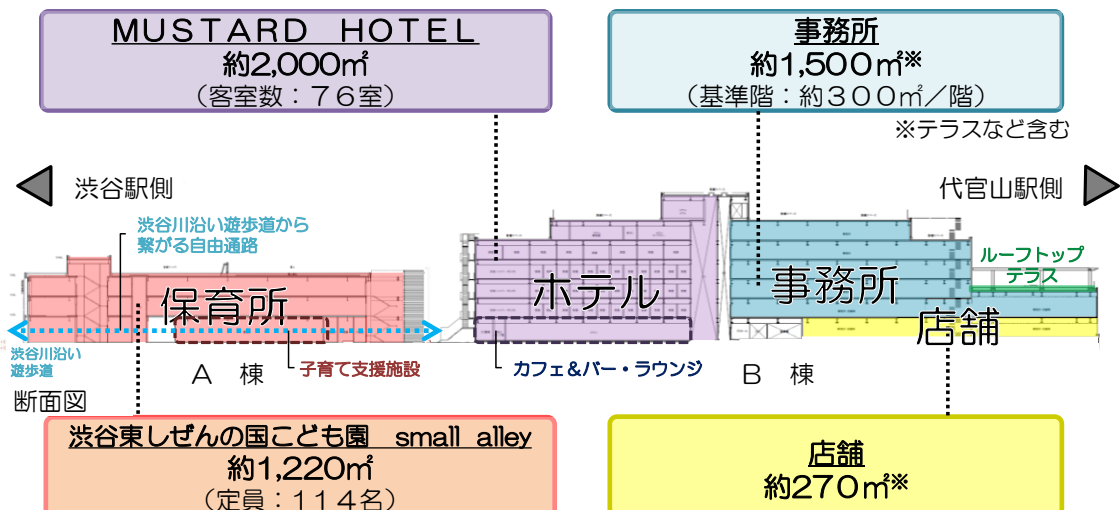 MUSTARD HOTEL
約2,000㎡
（客室数：７６室）
事務所
約1,500㎡※
（基準階：約３００㎡／階）
※テラスなど含む
渋谷駅側
代官山駅側
渋谷川沿い遊歩道から
繋がる自由通路
ルーフトップ
テラス
保育所
ホテル
事務所
店舗
渋谷川沿い
遊歩道
A 棟
子育て支援施設
カフェ＆バー・ラウンジ
B 棟
断面図
渋谷東しぜんの国こども園 small alley
約1,220㎡
（定員：１１４名）
店舗
約270㎡※